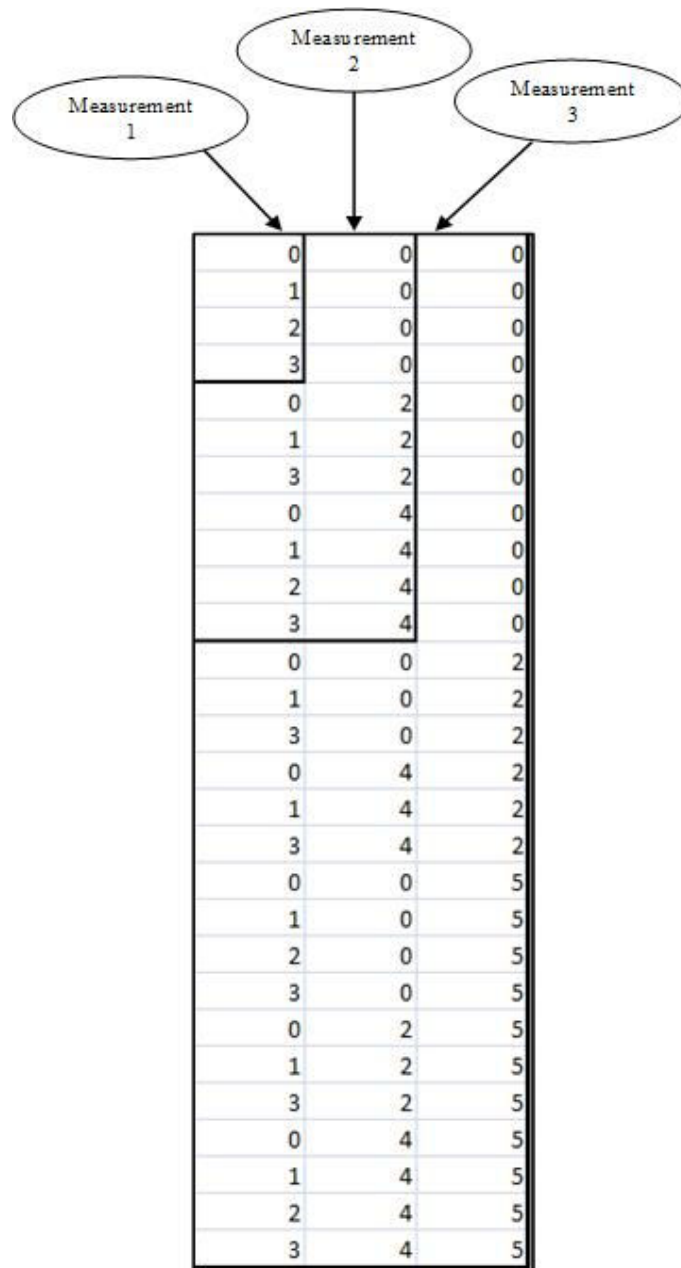 Measurement
2
Measurement
1
Measurement
3
0 0 0
1 0 0
2 0 0
3 0 0
0 2 0
1 2 0
3 2 0
0 4 0
1 4 0
2 4 0
3 4 0
0 0 2
1 0 2
3 0 2
0 4 2
1 4 2
3 4 2
0 0 5
1 0 5
2 0 5
3 0 5
0 2 5
1 2 5
3 2 5
0 4 5
1 4 5
2 4 5
3 4 5